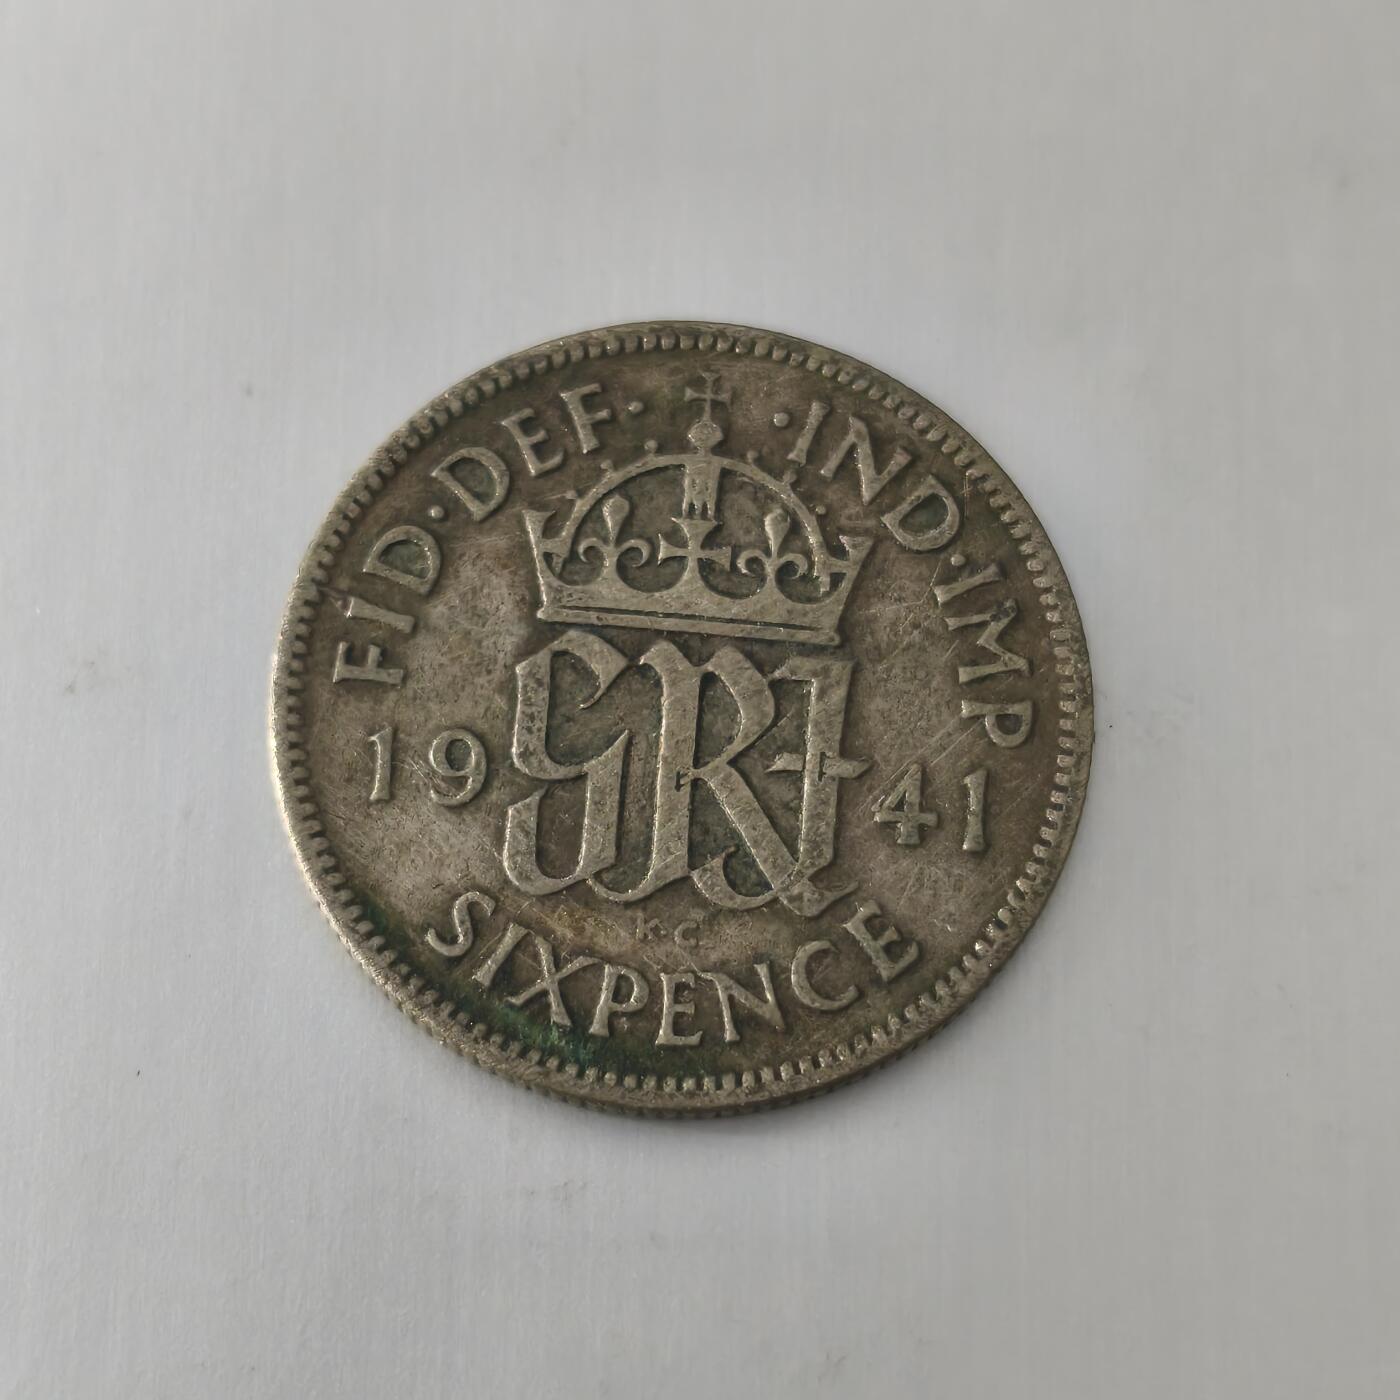 FID·DEF· ·IND·IMP
19 GRI 41
K·G
SIXPENCE